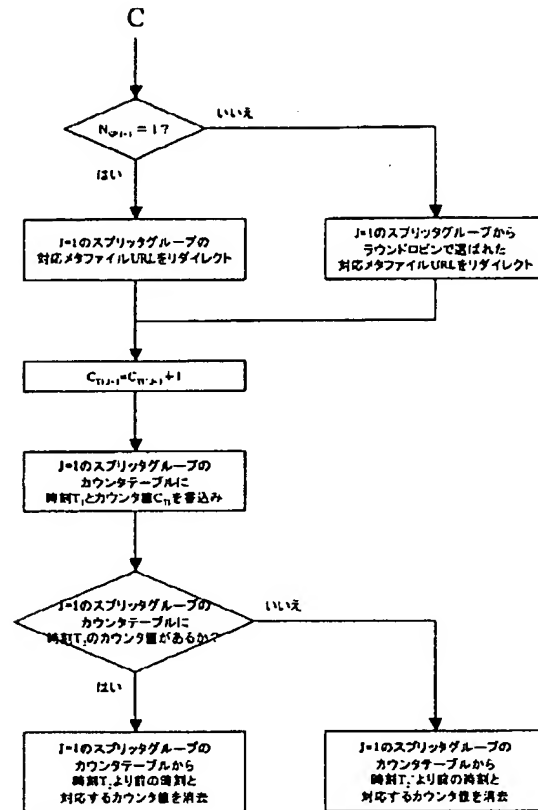 C
いいえ
はい
J=1のスプリッタグループの
対応メタファイルURLをリダイレクト
J=1のスプリッタグループから
ラウンドロビンで選ばれた
対応メタファイルURLをリダイレクト
J=1のスプリッタグループの
カウンタテーブルに
時刻T₁とカウンタ値Cₜ₁を書込み
J=1のスプリッタグループの
カウンタテーブルに
時刻T₂のカウンタ値があるか?
いいえ
はい
J=1のスプリッタグループの
カウンタテーブルから
時刻T₂より前の時刻と
対応するカウンタ値を消去
J=1のスプリッタグループの
カウンタテーブルから
より前の時刻と
対応するカウンタ値を消去